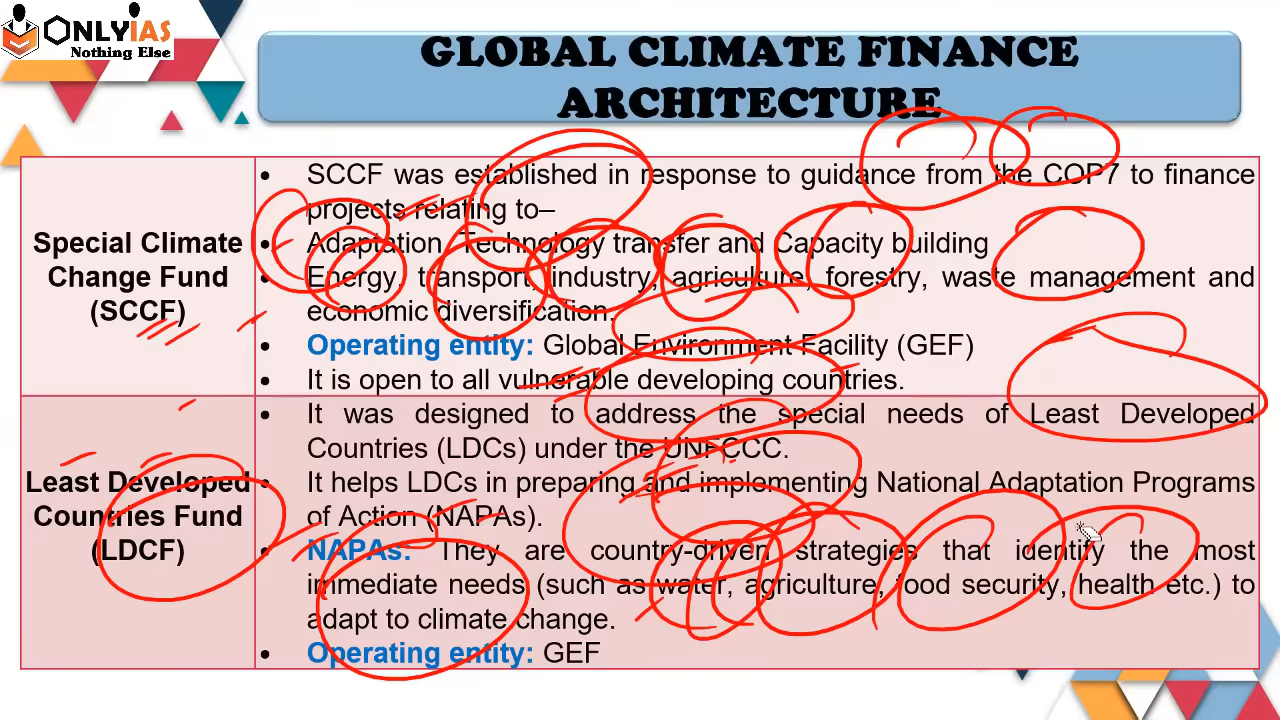 ONLYIAS
Nothing Else
GLOBAL CLIMATE FINANCE
ARCHITECTURE
Special Climate
Change Fund
(SCCF)
• SCCF was established in response to guidance from the COP7 to finance
projects relating to–
• Adaptation, Technology transfer and Capacity building
• Energy, transport, industry, agriculture, forestry, waste management and
economic diversification.
• Operating entity: Global Environment Facility (GEF)
• It is open to all vulnerable developing countries.
Least Developed
Countries Fund
(LDCF)
• It was designed to address the special needs of Least Developed
Countries (LDCs) under the UNFCCC.
• It helps LDCs in preparing and implementing National Adaptation Programs
of Action (NAPAs).
• NAPAs: They are country-driven strategies that identify the most
immediate needs (such as water, agriculture, food security, health etc.) to
adapt to climate change.
• Operating entity: GEF